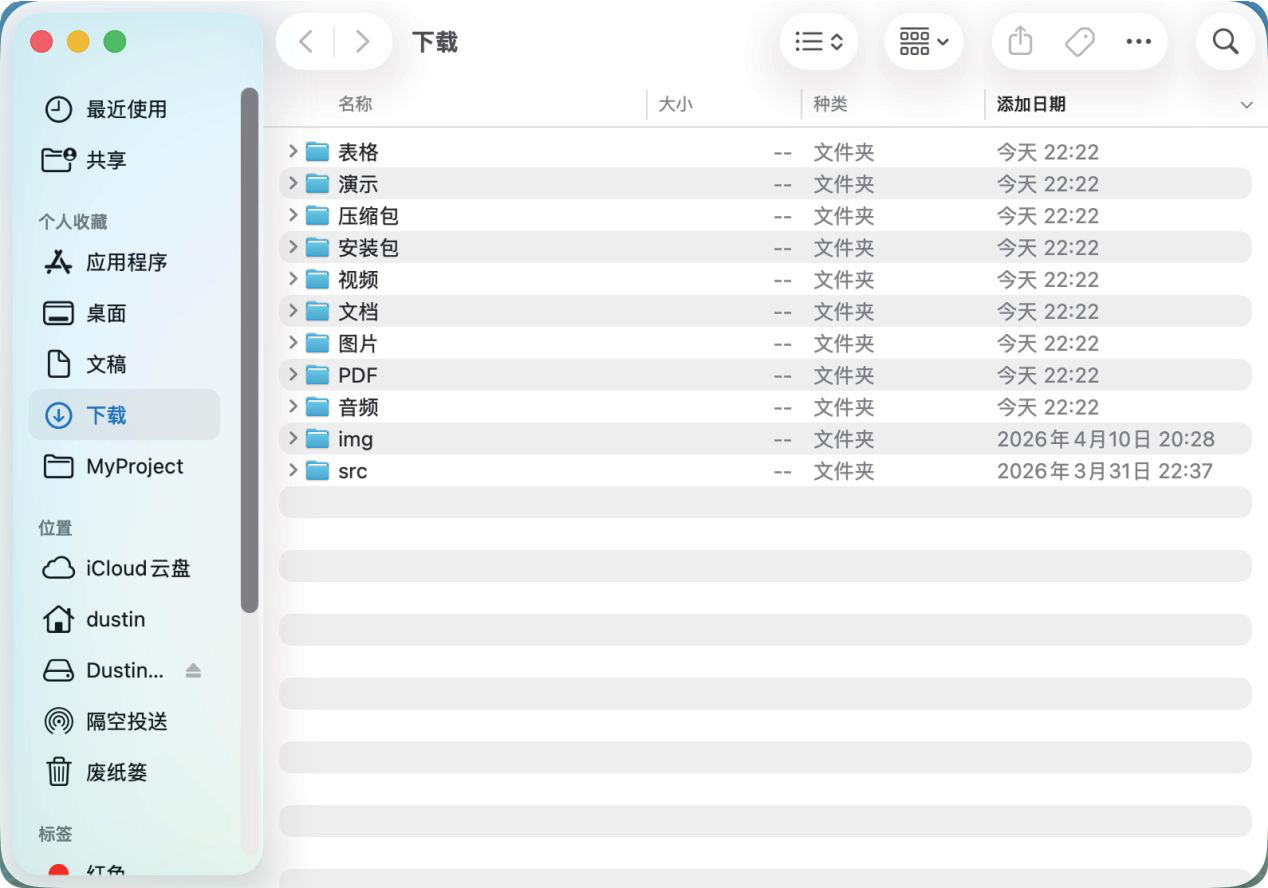 下载
最近使用
共享
个人收藏
应用程序
桌面
文稿
下载
MyProject
位置
iCloud云盘
dustin
Dustin...
隔空投送
废纸篓
标签
红色
名称 大小 种类 添加日期
表格 -- 文件夹 今天 22:22
演示 -- 文件夹 今天 22:22
压缩包 -- 文件夹 今天 22:22
安装包 -- 文件夹 今天 22:22
视频 -- 文件夹 今天 22:22
文档 -- 文件夹 今天 22:22
图片 -- 文件夹 今天 22:22
PDF -- 文件夹 今天 22:22
音频 -- 文件夹 今天 22:22
img -- 文件夹 2026年4月10日 20:28
src -- 文件夹 2026年3月31日 22:37